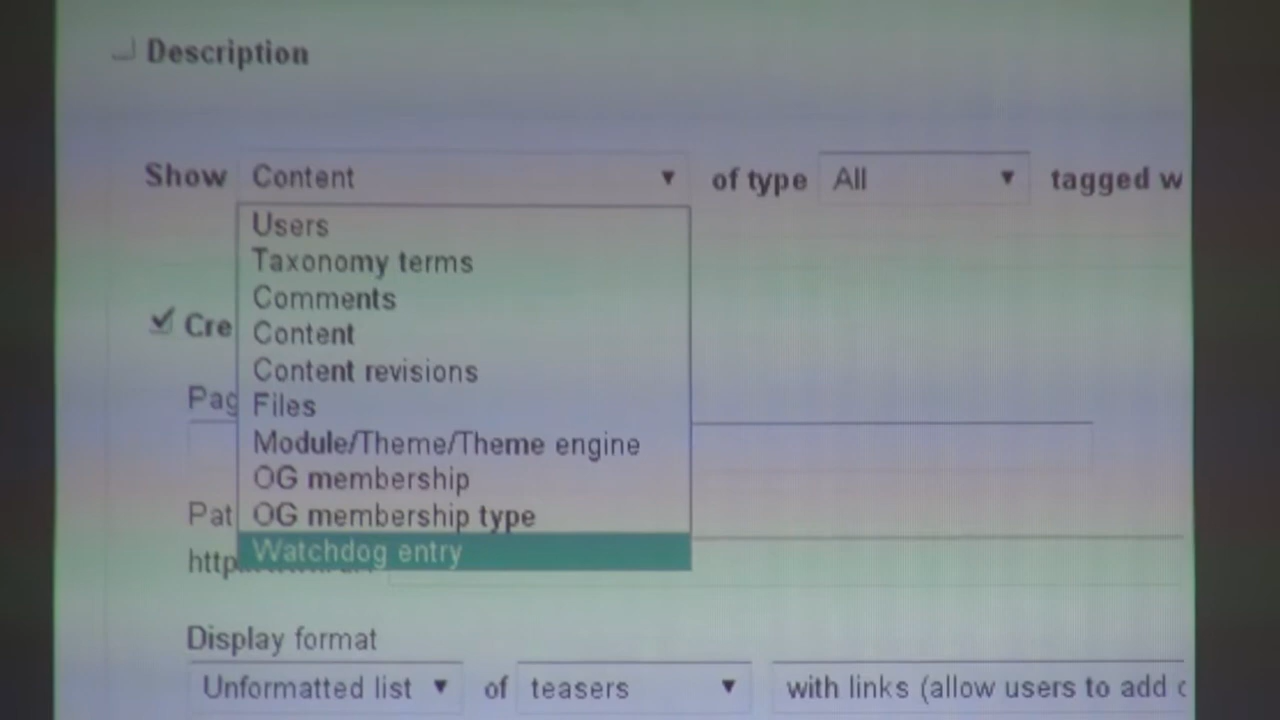 Description
Show Content of type All tagged w
Users
Taxonomy terms
Comments
Cre
Content
Content revisions
Pag
Files
Module/Theme/Theme engine
OG membership
Pat
OG membership type
Watchdog entry
http
Display format
Unformatted list of teasers with links (allow users to add c